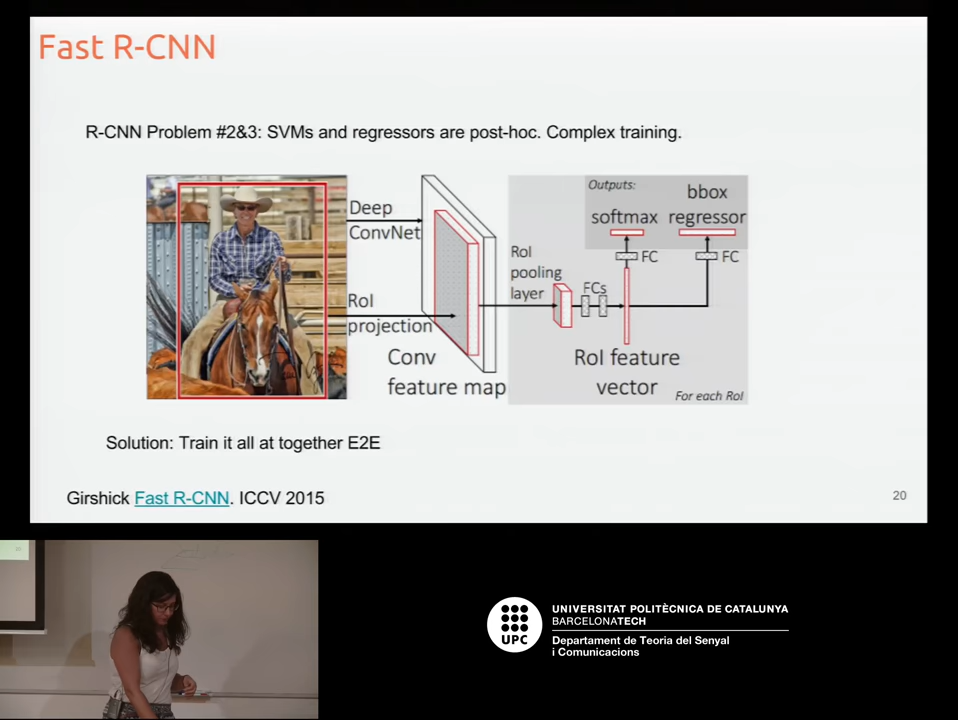 Fast R-CNN
R-CNN Problem #2&3: SVMs and regressors are post-hoc. Complex training.
Deep
ConvNet
RoI
projection
Conv
feature map
RoI
pooling
layer
FCs
Outputs:
softmax
bbox
regressor
FC
FC
RoI feature
vector
For each RoI
Solution: Train it all at together E2E
Girshick Fast R-CNN. ICCV 2015
20
UPC
UNIVERSITAT POLITÈCNICA DE CATALUNYA
BARCELONATECH
Departament de Teoria del Senyal
i Comunicacions